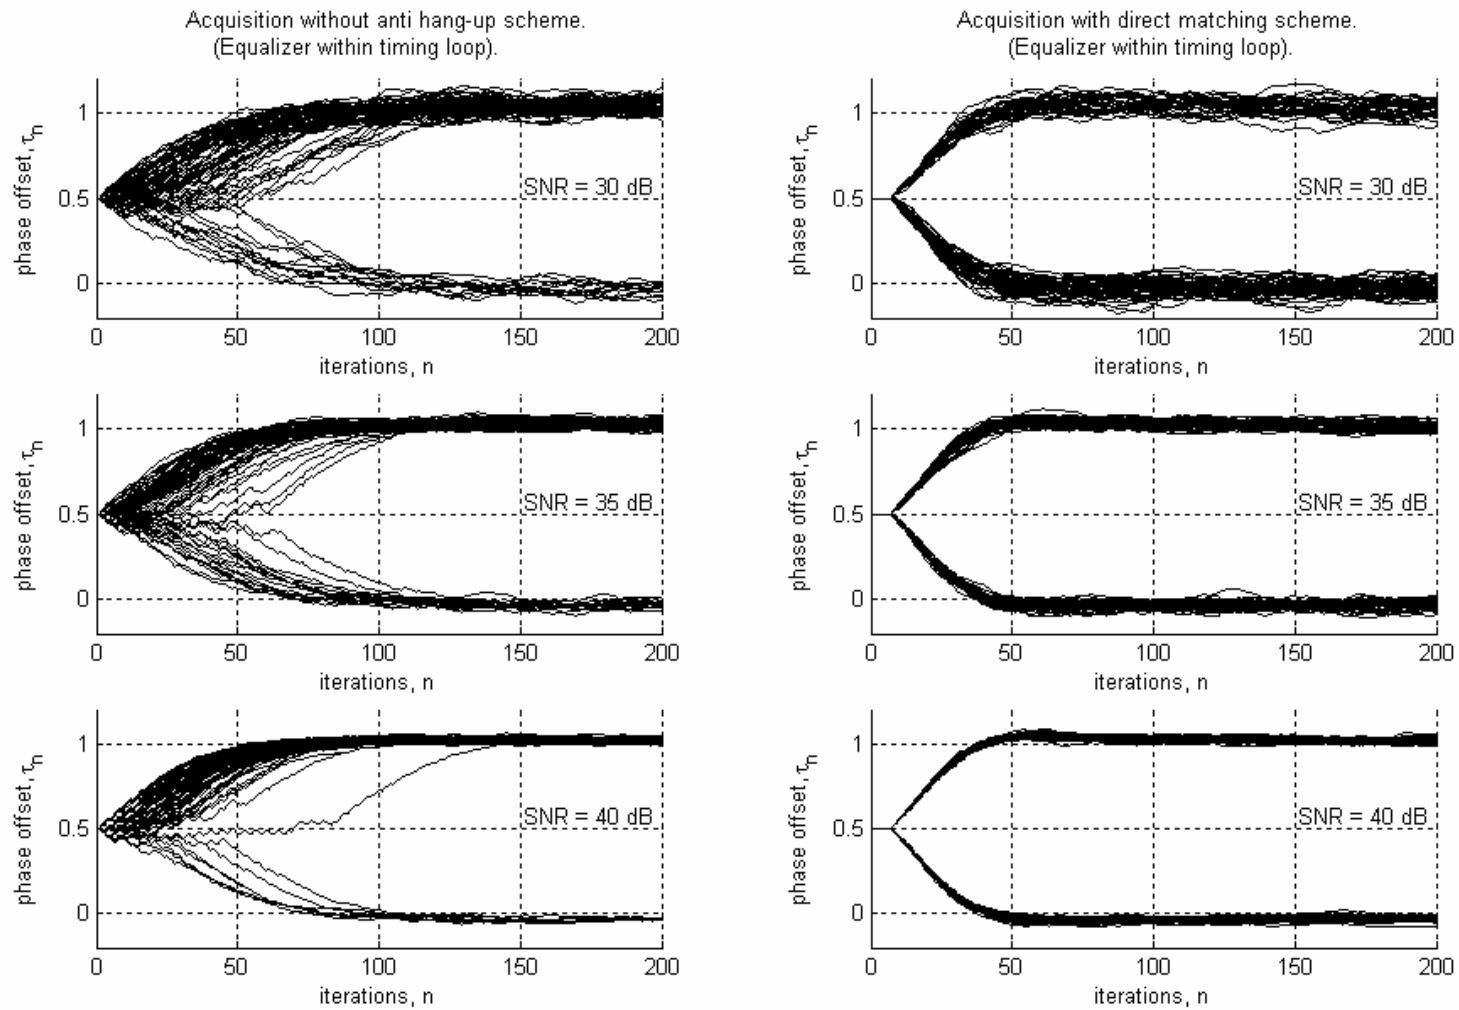 Acquisition without anti hang-up scheme.
(Equalizer within timing loop).
phase offset, τn
1
0.5
0
SNR = 30 dB
0 50 100 150 200
iterations, n
phase offset, τn
1
0.5
0
SNR = 35 dB
0 50 100 150 200
iterations, n
phase offset, τn
1
0.5
0
SNR = 40 dB
0 50 100 150 200
iterations, n
Acquisition with direct matching scheme.
(Equalizer within timing loop).
phase offset, τn
1
0.5
0
SNR = 30 dB
0 50 100 150 200
iterations, n
phase offset, τn
1
0.5
0
SNR = 35 dB
0 50 100 150 200
iterations, n
phase offset, τn
1
0.5
0
SNR = 40 dB
0 50 100 150 200
iterations, n